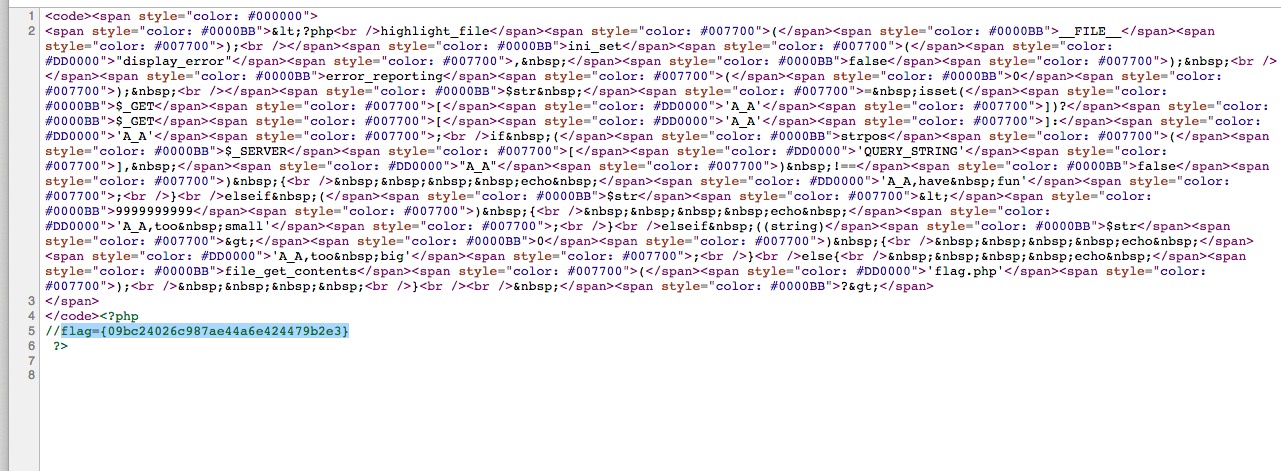 1 <code><span style="color: #000000">
2 <span style="color: #0000BB">&lt;?php<br />highlight_file</span><span style="color: #007700">(</span><span style="color: #0000BB">__FILE__</span><span
style="color: #007700">);<br /></span><span style="color: #0000BB">ini_set</span><span style="color: #007700">(</span><span style="color:
#DD0000">"display_error"</span><span style="color: #007700">,&nbsp;</span><span style="color: #0000BB">false</span><span style="color: #007700">);&nbsp;<br />
</span><span style="color: #0000BB">error_reporting</span><span style="color: #007700">(</span><span style="color: #0000BB">0</span><span style="color:
#007700">);&nbsp;<br /></span><span style="color: #0000BB">$str&nbsp;</span><span style="color: #007700">=&nbsp;isset(</span><span style="color:
#0000BB">$_GET</span><span style="color: #007700">[</span><span style="color: #DD0000">'A_A'</span><span style="color: #007700">])?</span><span style="color:
#0000BB">$_GET</span><span style="color: #007700">[</span><span style="color: #DD0000">'A_A'</span><span style="color: #007700">]:</span><span style="color:
#DD0000">'A_A'</span><span style="color: #007700">;<br />if&nbsp;(</span><span style="color: #0000BB">strpos</span><span style="color: #007700">(</span><span
style="color: #0000BB">$_SERVER</span><span style="color: #007700">[</span><span style="color: #DD0000">'QUERY_STRING'</span><span style="color:
#007700">],&nbsp;</span><span style="color: #DD0000">"A_A"</span><span style="color: #007700">)&nbsp;!==</span><span style="color: #0000BB">false</span><span
style="color: #007700">)&nbsp;{<br />&nbsp;&nbsp;&nbsp;&nbsp;echo&nbsp;</span><span style="color: #DD0000">'A_A,have&nbsp;fun'</span><span style="color:
#007700">;<br />}<br />elseif&nbsp;(</span><span style="color: #0000BB">$str</span><span style="color: #007700">&lt;</span><span style="color:
#0000BB">9999999999</span><span style="color: #007700">)&nbsp;{<br />&nbsp;&nbsp;&nbsp;&nbsp;echo&nbsp;</span><span style="color:
#DD0000">'A_A,too&nbsp;small'</span><span style="color: #007700">;<br />}<br />elseif&nbsp;((string)</span><span style="color: #0000BB">$str</span><span
style="color: #007700">&gt;</span><span style="color: #0000BB">0</span><span style="color: #007700">)&nbsp;{<br />&nbsp;&nbsp;&nbsp;&nbsp;echo&nbsp;</span>
<span style="color: #DD0000">'A_A,too&nbsp;big'</span><span style="color: #007700">;<br />}<br />else{<br />&nbsp;&nbsp;&nbsp;&nbsp;echo&nbsp;</span><span
style="color: #0000BB">file_get_contents</span><span style="color: #007700">(</span><span style="color: #DD0000">'flag.php'</span><span style="color:
#007700">);<br />&nbsp;&nbsp;&nbsp;&nbsp;<br />}<br /><br />&nbsp;</span><span style="color: #0000BB">?&gt;</span>
3 </span>
4 </code><?php
5 //flag={09bc24026c987ae44a6e424479b2e3}
6 ?>
7
8